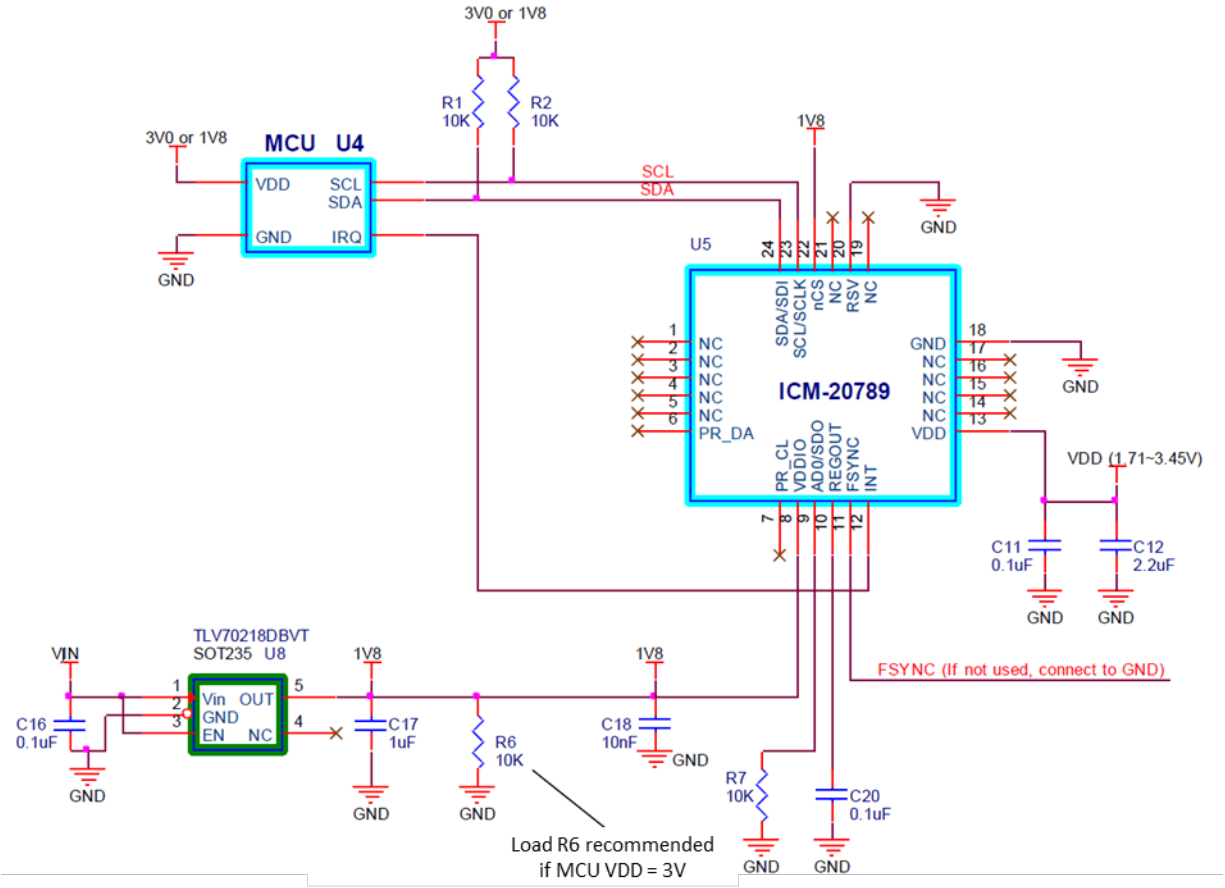 3V0 or 1V8
R1
10K
R2
10K
3V0 or 1V8
MCU U4
VDD
SCL
SDA
GND
IRQ
GND
SCL
SDA
1V8
GND
U5
24
23
22
21
20
19
SDA/SDI
SCL/SCLK
nCS
NC
RSV
NC
1
NC
2
NC
3
NC
4
NC
5
NC
6
PR_DA
ICM-20789
18
GND
17
NC
16
NC
15
NC
14
NC
13
VDD
GND
PR_CL
VDDIO
AD0/SDO
REGOUT
FSYNC
INT
7
8
9
10
11
12
VDD (1.71~3.45V)
C11
0.1uF
C12
2.2uF
GND
GND
FSYNC (If not used, connect to GND)
TLV70218DBVT
SOT235 U8
VIN
1
2
3
Vin OUT
GND
EN NC
5
4
C16
0.1uF
GND
1V8
C17
1uF
GND
R6
10K
GND
1V8
C18
10nF
GND
R7
10K
GND
C20
0.1uF
GND
Load R6 recommended
if MCU VDD = 3V